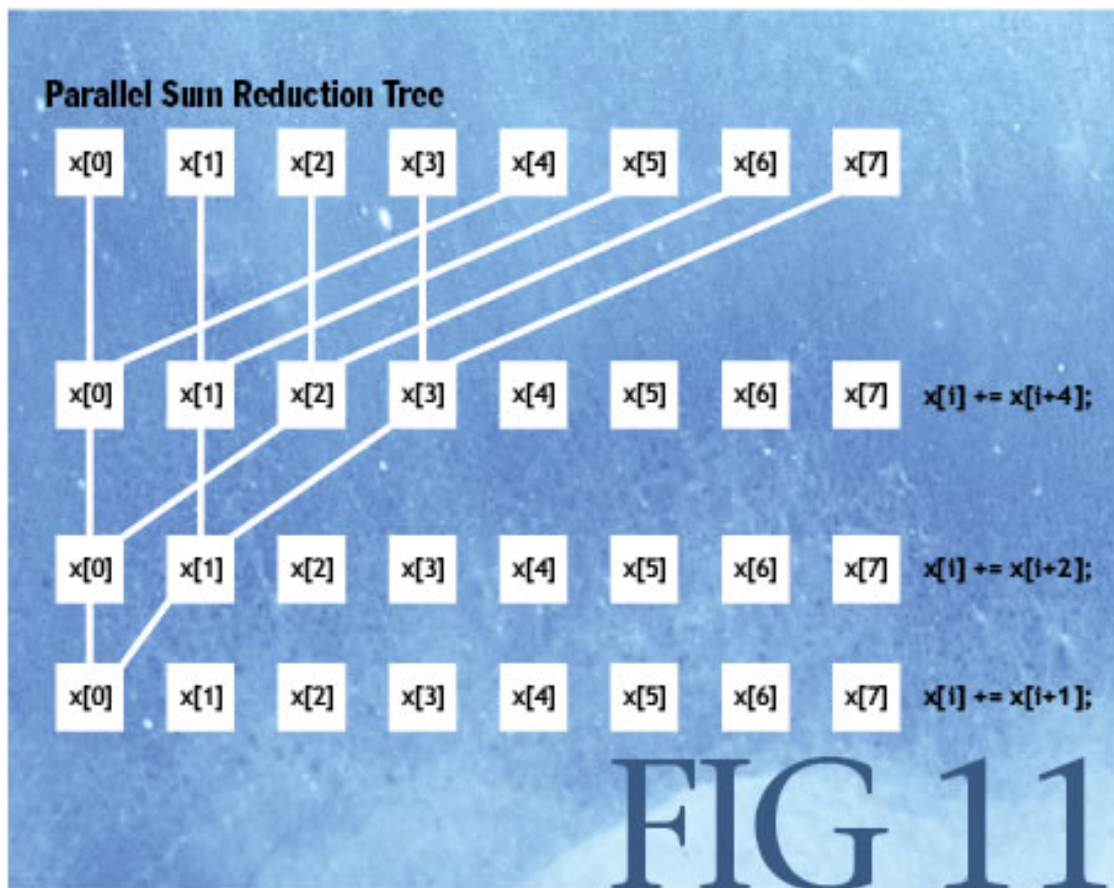 Parallel Sum Reduction Tree
x[0] x[1] x[2] x[3] x[4] x[5] x[6] x[7]
x[0] x[1] x[2] x[3] x[4] x[5] x[6] x[7] x[i] += x[i+4];
x[0] x[1] x[2] x[3] x[4] x[5] x[6] x[7] x[i] += x[i+2];
x[0] x[1] x[2] x[3] x[4] x[5] x[6] x[7] x[i] += x[i+1];
FIG 11